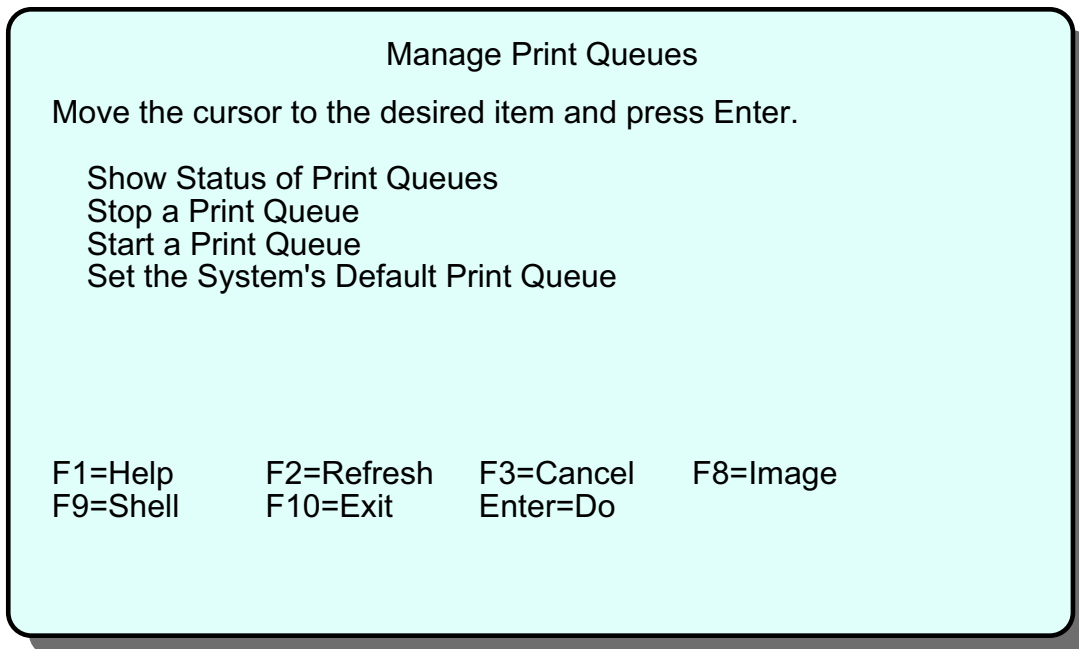 Manage Print Queues
Move the cursor to the desired item and press Enter.
Show Status of Print Queues
Stop a Print Queue
Start a Print Queue
Set the System's Default Print Queue
F1=Help F2=Refresh F3=Cancel F8=Image
F9=Shell F10=Exit Enter=Do